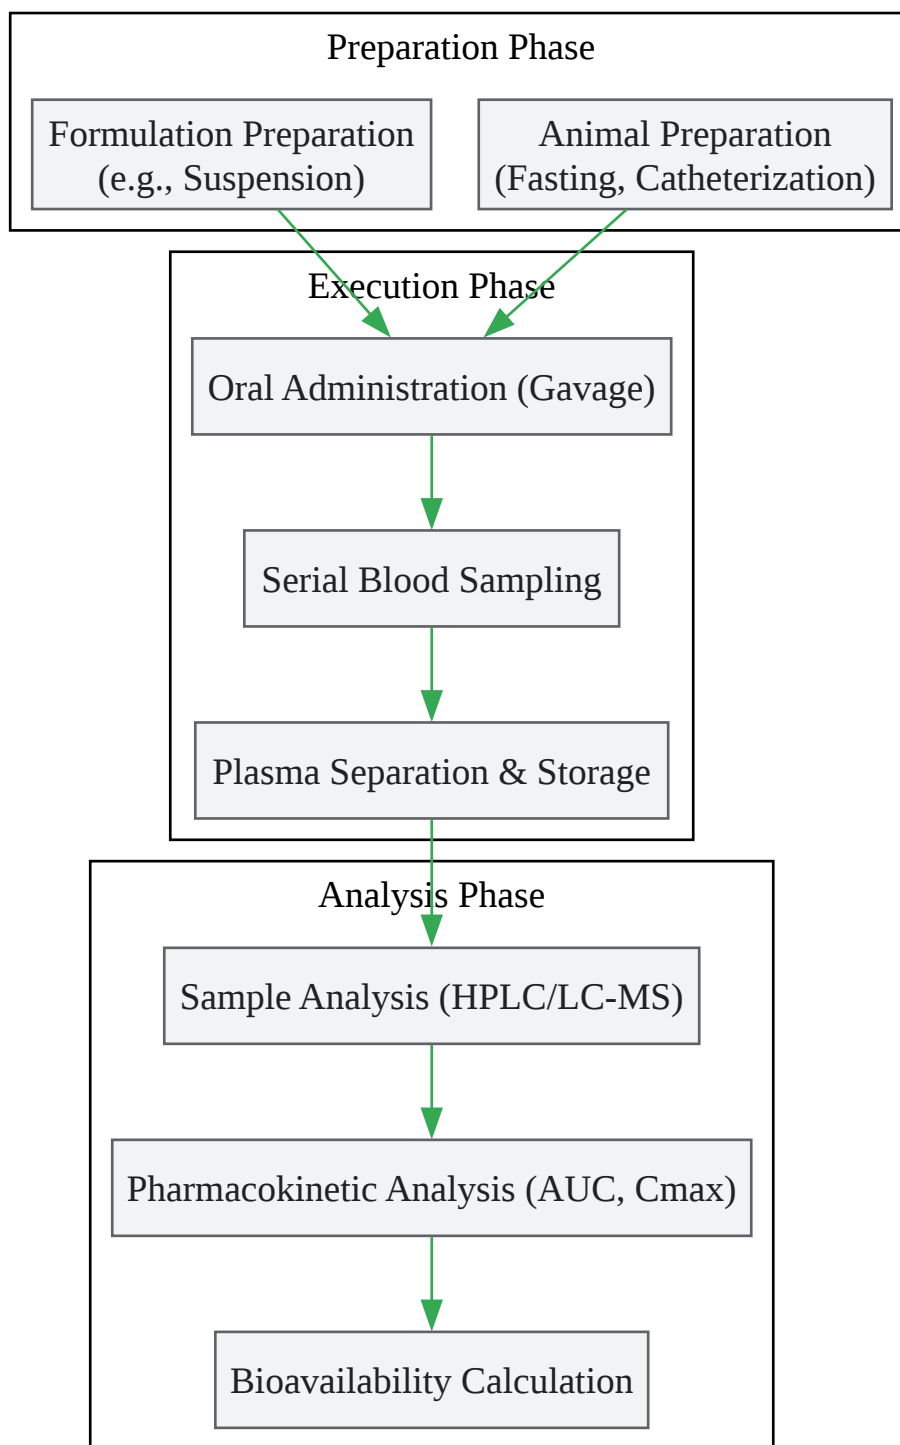 Preparation Phase
Formulation Preparation
(e.g., Suspension)
Animal Preparation
(Fasting, Catheterization)
Execution Phase
Oral Administration (Gavage)
Serial Blood Sampling
Plasma Separation & Storage
Analysis Phase
Sample Analysis (HPLC/LC-MS)
Pharmacokinetic Analysis (AUC, Cmax)
Bioavailability Calculation